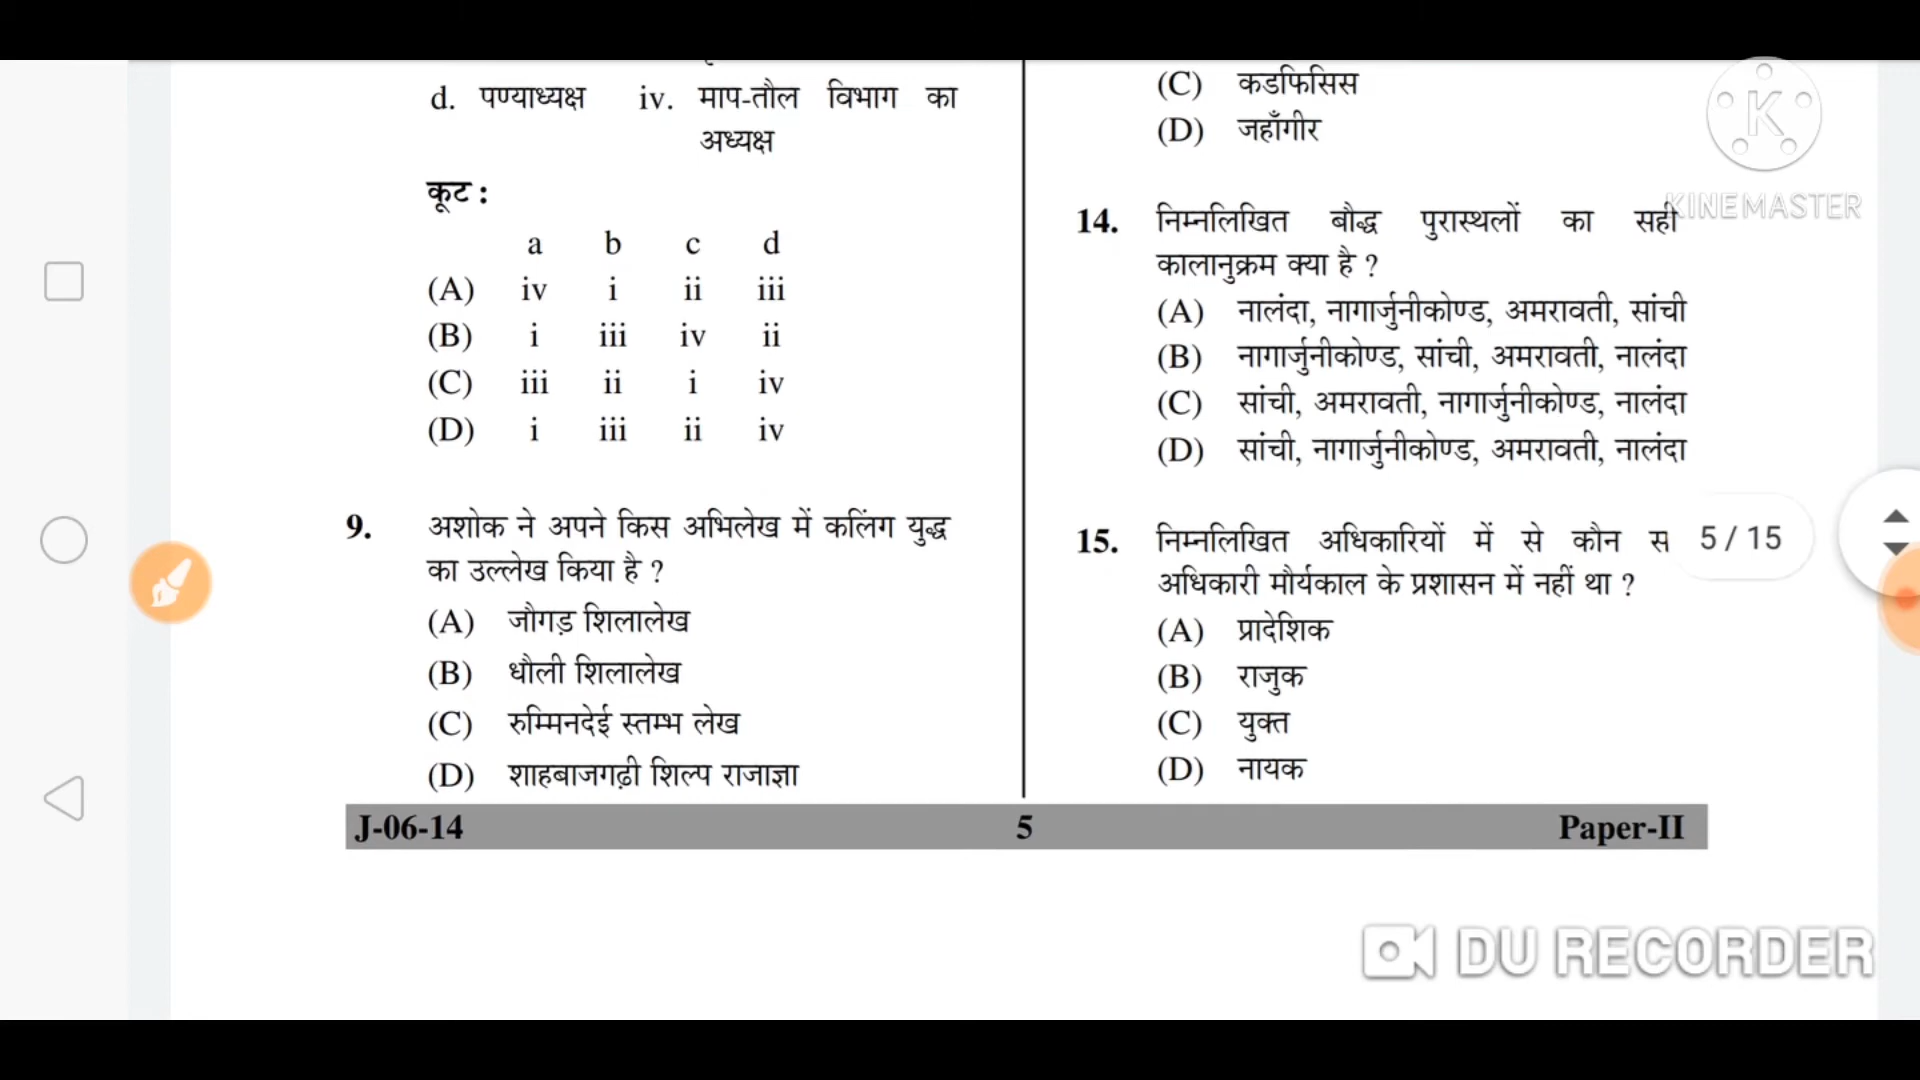 d. पण्याध्यक्ष iv. माप-तौल विभाग का
अध्यक्ष
कूट :
a b c d
(A) iv i ii iii
(B) i iii iv ii
(C) iii ii i iv
(D) i iii ii iv
9. अशोक ने अपने किस अभिलेख में कलिंग युद्ध
का उल्लेख किया है ?
(A) जौगड़ शिलालेख
(B) धौली शिलालेख
(C) रुम्मिनदेई स्तम्भ लेख
(D) शाहबाजगढ़ी शिल्प राजाज्ञा
(C) कडफिसिस
(D) जहाँगीर
14. निम्नलिखित बौद्ध पुरास्थलों का सही
कालानुक्रम क्या है ?
(A) नालंदा, नागार्जुनीकोण्ड, अमरावती, सांची
(B) नागार्जुनीकोण्ड, सांची, अमरावती, नालंदा
(C) सांची, अमरावती, नागार्जुनीकोण्ड, नालंदा
(D) सांची, नागार्जुनीकोण्ड, अमरावती, नालंदा
15. निम्नलिखित अधिकारियों में से कौन
अधिकारी मौर्यकाल के प्रशासन में नहीं था ?
(A) प्रादेशिक
(B) राजुक
(C) युक्त
(D) नायक
J-06-14 5 Paper-II
K
KINEMASTER
5 / 15
DU RECORDER